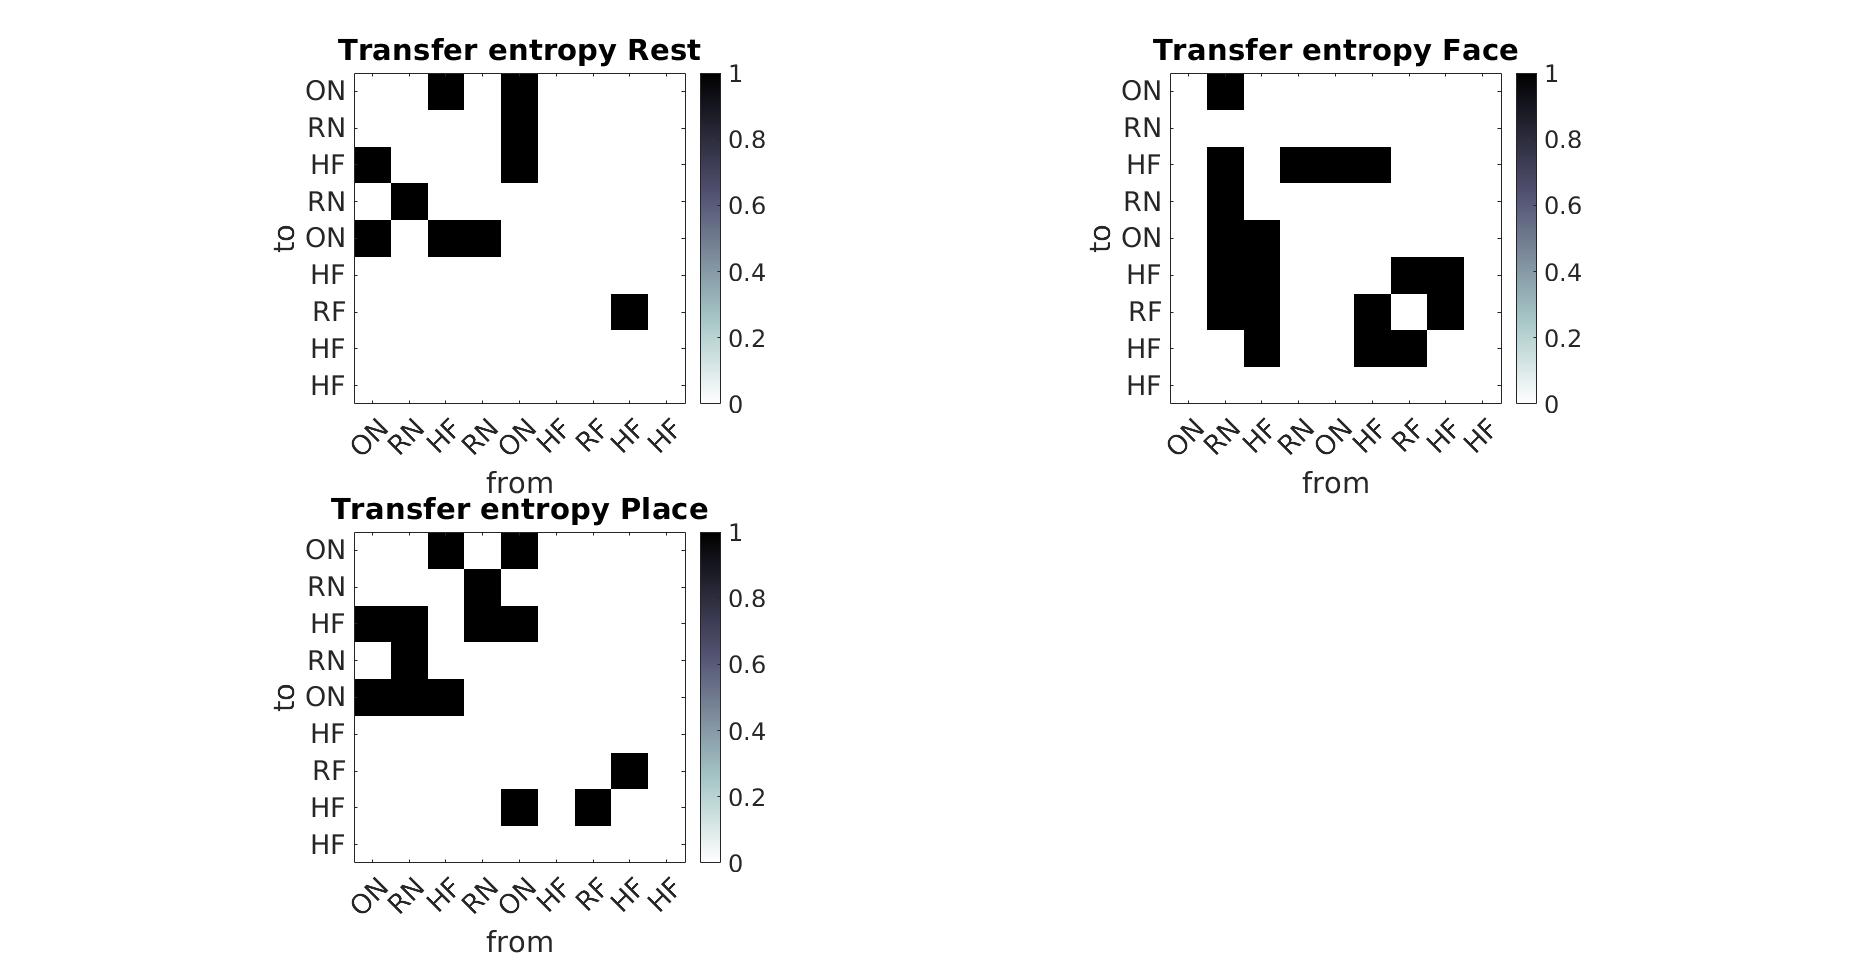 Transfer entropy Rest
ON
RN
HF
RN
ON
HF
RF
HF
HF
to
ON RN HF RN ON HF RF HF HF
from
1
0.8
0.6
0.4
0.2
0
Transfer entropy Face
ON
RN
HF
RN
ON
HF
RF
HF
HF
to
ON RN HF RN ON HF RF HF HF
from
1
0.8
0.6
0.4
0.2
0
Transfer entropy Place
ON
RN
HF
RN
ON
HF
RF
HF
HF
to
ON RN HF RN ON HF RF HF HF
from
1
0.8
0.6
0.4
0.2
0